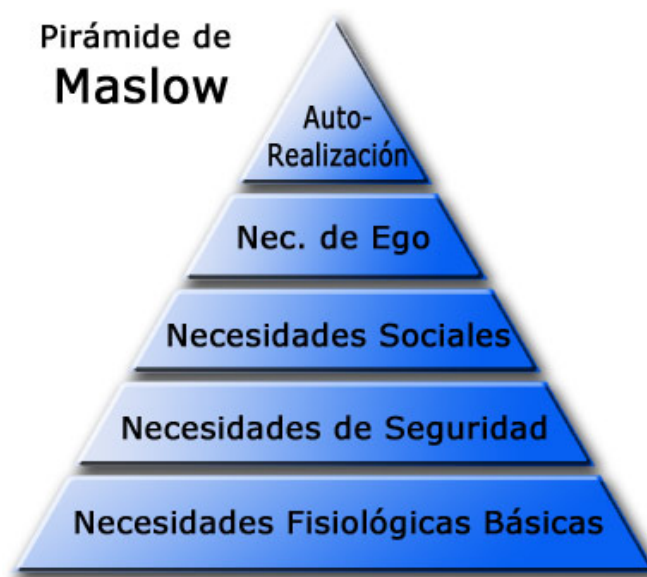 Pirámide de
Maslow
Auto-
Realización
Nec. de Ego
Necesidades Sociales
Necesidades de Seguridad
Necesidades Fisiológicas Básicas